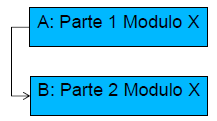 A: Parte 1 Modulo X
B: Parte 2 Modulo X